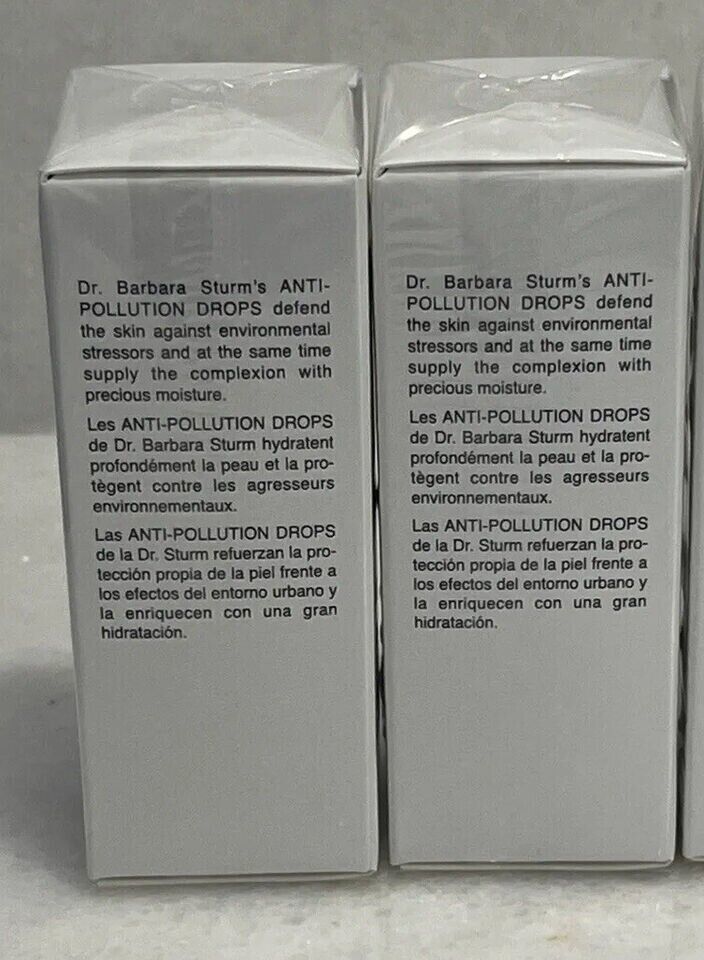 Dr. Barbara Sturm's ANTI-
POLLUTION DROPS defend
the skin against environmental
stressors and at the same time
supply the complexion with
precious moisture.
Les ANTI-POLLUTION DROPS
de Dr. Barbara Sturm hydratent
profondément la peau et la pro-
tègent contre les agresseurs
environnementaux.
Las ANTI-POLLUTION DROPS
de la Dr. Sturm refuerzan la pro-
tección propia de la piel frente a
los efectos del entorno urbano y
la enriquecen con una gran
hidratación.
Dr. Barbara Sturm's ANTI-
POLLUTION DROPS defend
the skin against environmental
stressors and at the same time
supply the complexion with
precious moisture.
Les ANTI-POLLUTION DROPS
de Dr. Barbara Sturm hydratent
profondément la peau et la pro-
tègent contre les agresseurs
environnementaux.
Las ANTI-POLLUTION DROPS
de la Dr. Sturm refuerzan la pro-
tección propia de la piel frente a
los efectos del entorno urbano y
la enriquecen con una gran
hidratación.